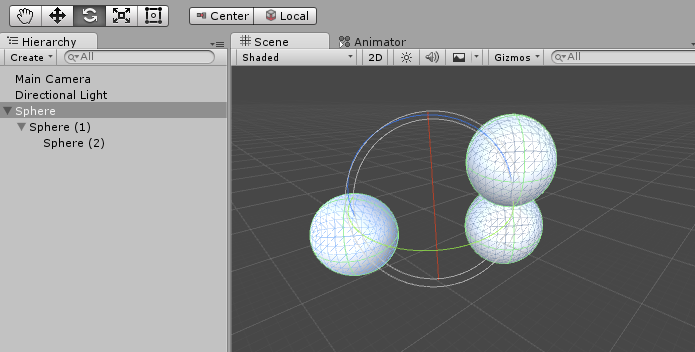 Center Local
Hierarchy
Create All
Main Camera
Directional Light
Sphere
Sphere (1)
Sphere (2)
Scene Animator
Shaded 2D Gizmos All